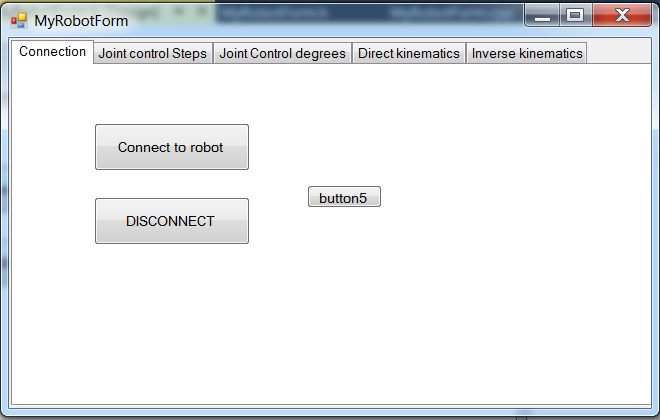 MyRobotForm
Connection Joint control Steps Joint Control degrees Direct kinematics Inverse kinematics
Connect to robot
button5
DISCONNECT